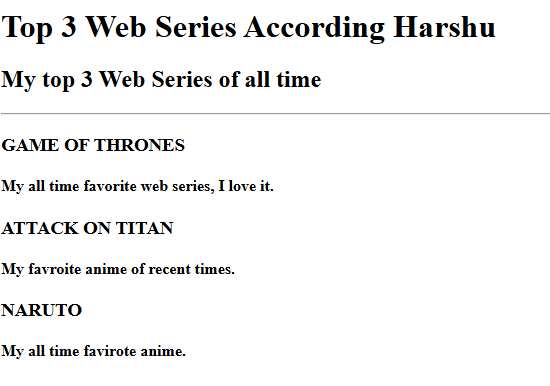 Top 3 Web Series According Harshu
My top 3 Web Series of all time
GAME OF THRONES
My all time favorite web series, I love it.
ATTACK ON TITAN
My favroite anime of recent times.
NARUTO
My all time favirote anime.